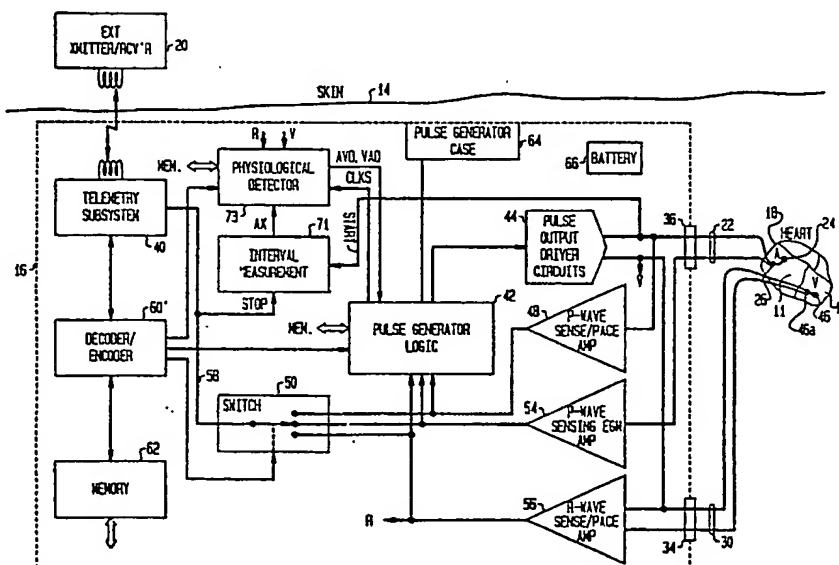 EXT
XMITTER/RCV'R
20
SKIN
14
R
V
PULSE GENERATOR
CASE
64
BATTERY
66
MEM.
PHYSIOLOGICAL
DETECTOR
73
AVD, VAD
CLKS
TELEMETRY
SUBSYSTEM
40
AX
START
INTERVAL
MEASUREMENT
71
44
PULSE
OUTPUT
DRIVER
CIRCUITS
36
22
18
HEART
24
A
V
26
11
46
46a
16
STOP
42
PULSE GENERATOR
LOGIC
MEM.
48
P-WAVE
SENSE/PACE
AMP
60
DECODER/
ENCODER
58
50
SWITCH
54
P-WAVE
SENSING EGM
AMP
62
MEMORY
R
56
R-WAVE
SENSE/PACE
AMP
34
30